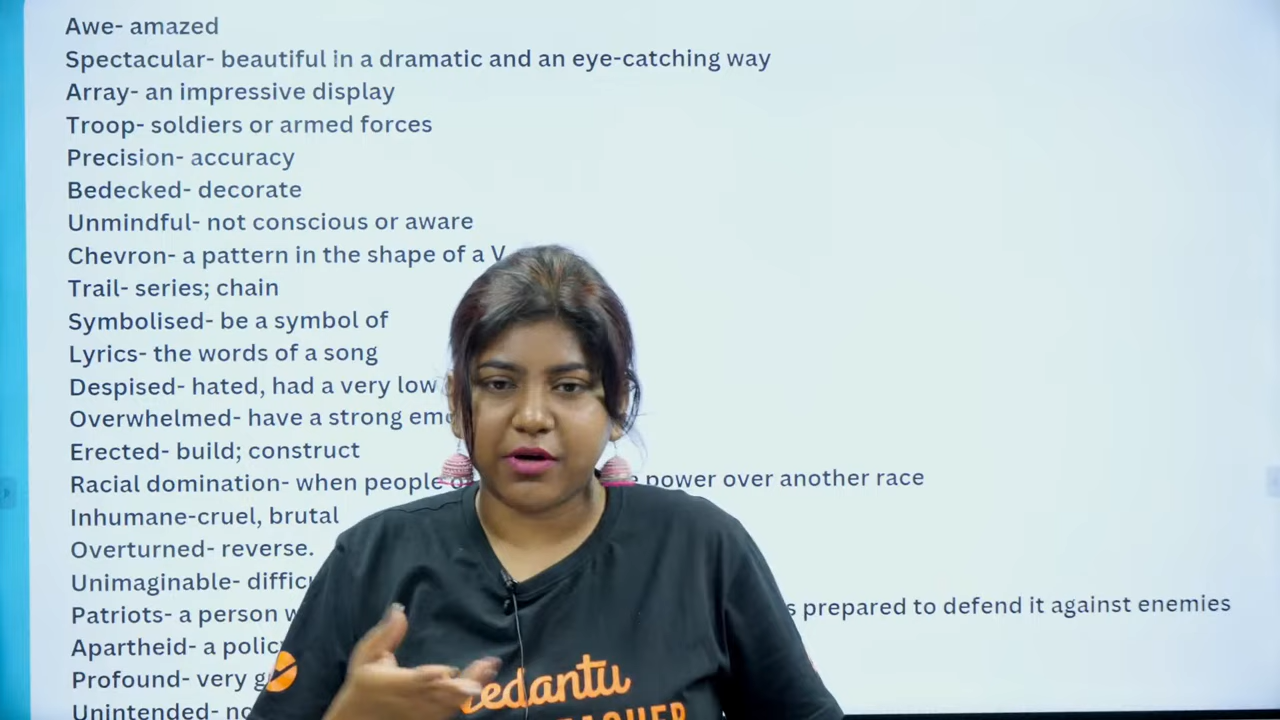 Awe- amazed
Spectacular- beautiful in a dramatic and an eye-catching way
Array- an impressive display
Troop- soldiers or armed forces
Precision- accuracy
Bedecked- decorate
Unmindful- not conscious or aware
Chevron- a pattern in the shape of a V
Trail- series; chain
Symbolised- be a symbol of
Lyrics- the words of a song
Despised- hated, had a very low
Overwhelmed- have a strong
Erected- build; construct
Racial domination- when people power over another race
Inhumane-cruel, brutal
Overturned- reverse.
Unimaginable-
Patriots- a person prepared to defend it against enemies
Apartheid- a
Profound- very
Unintended-
vedantu